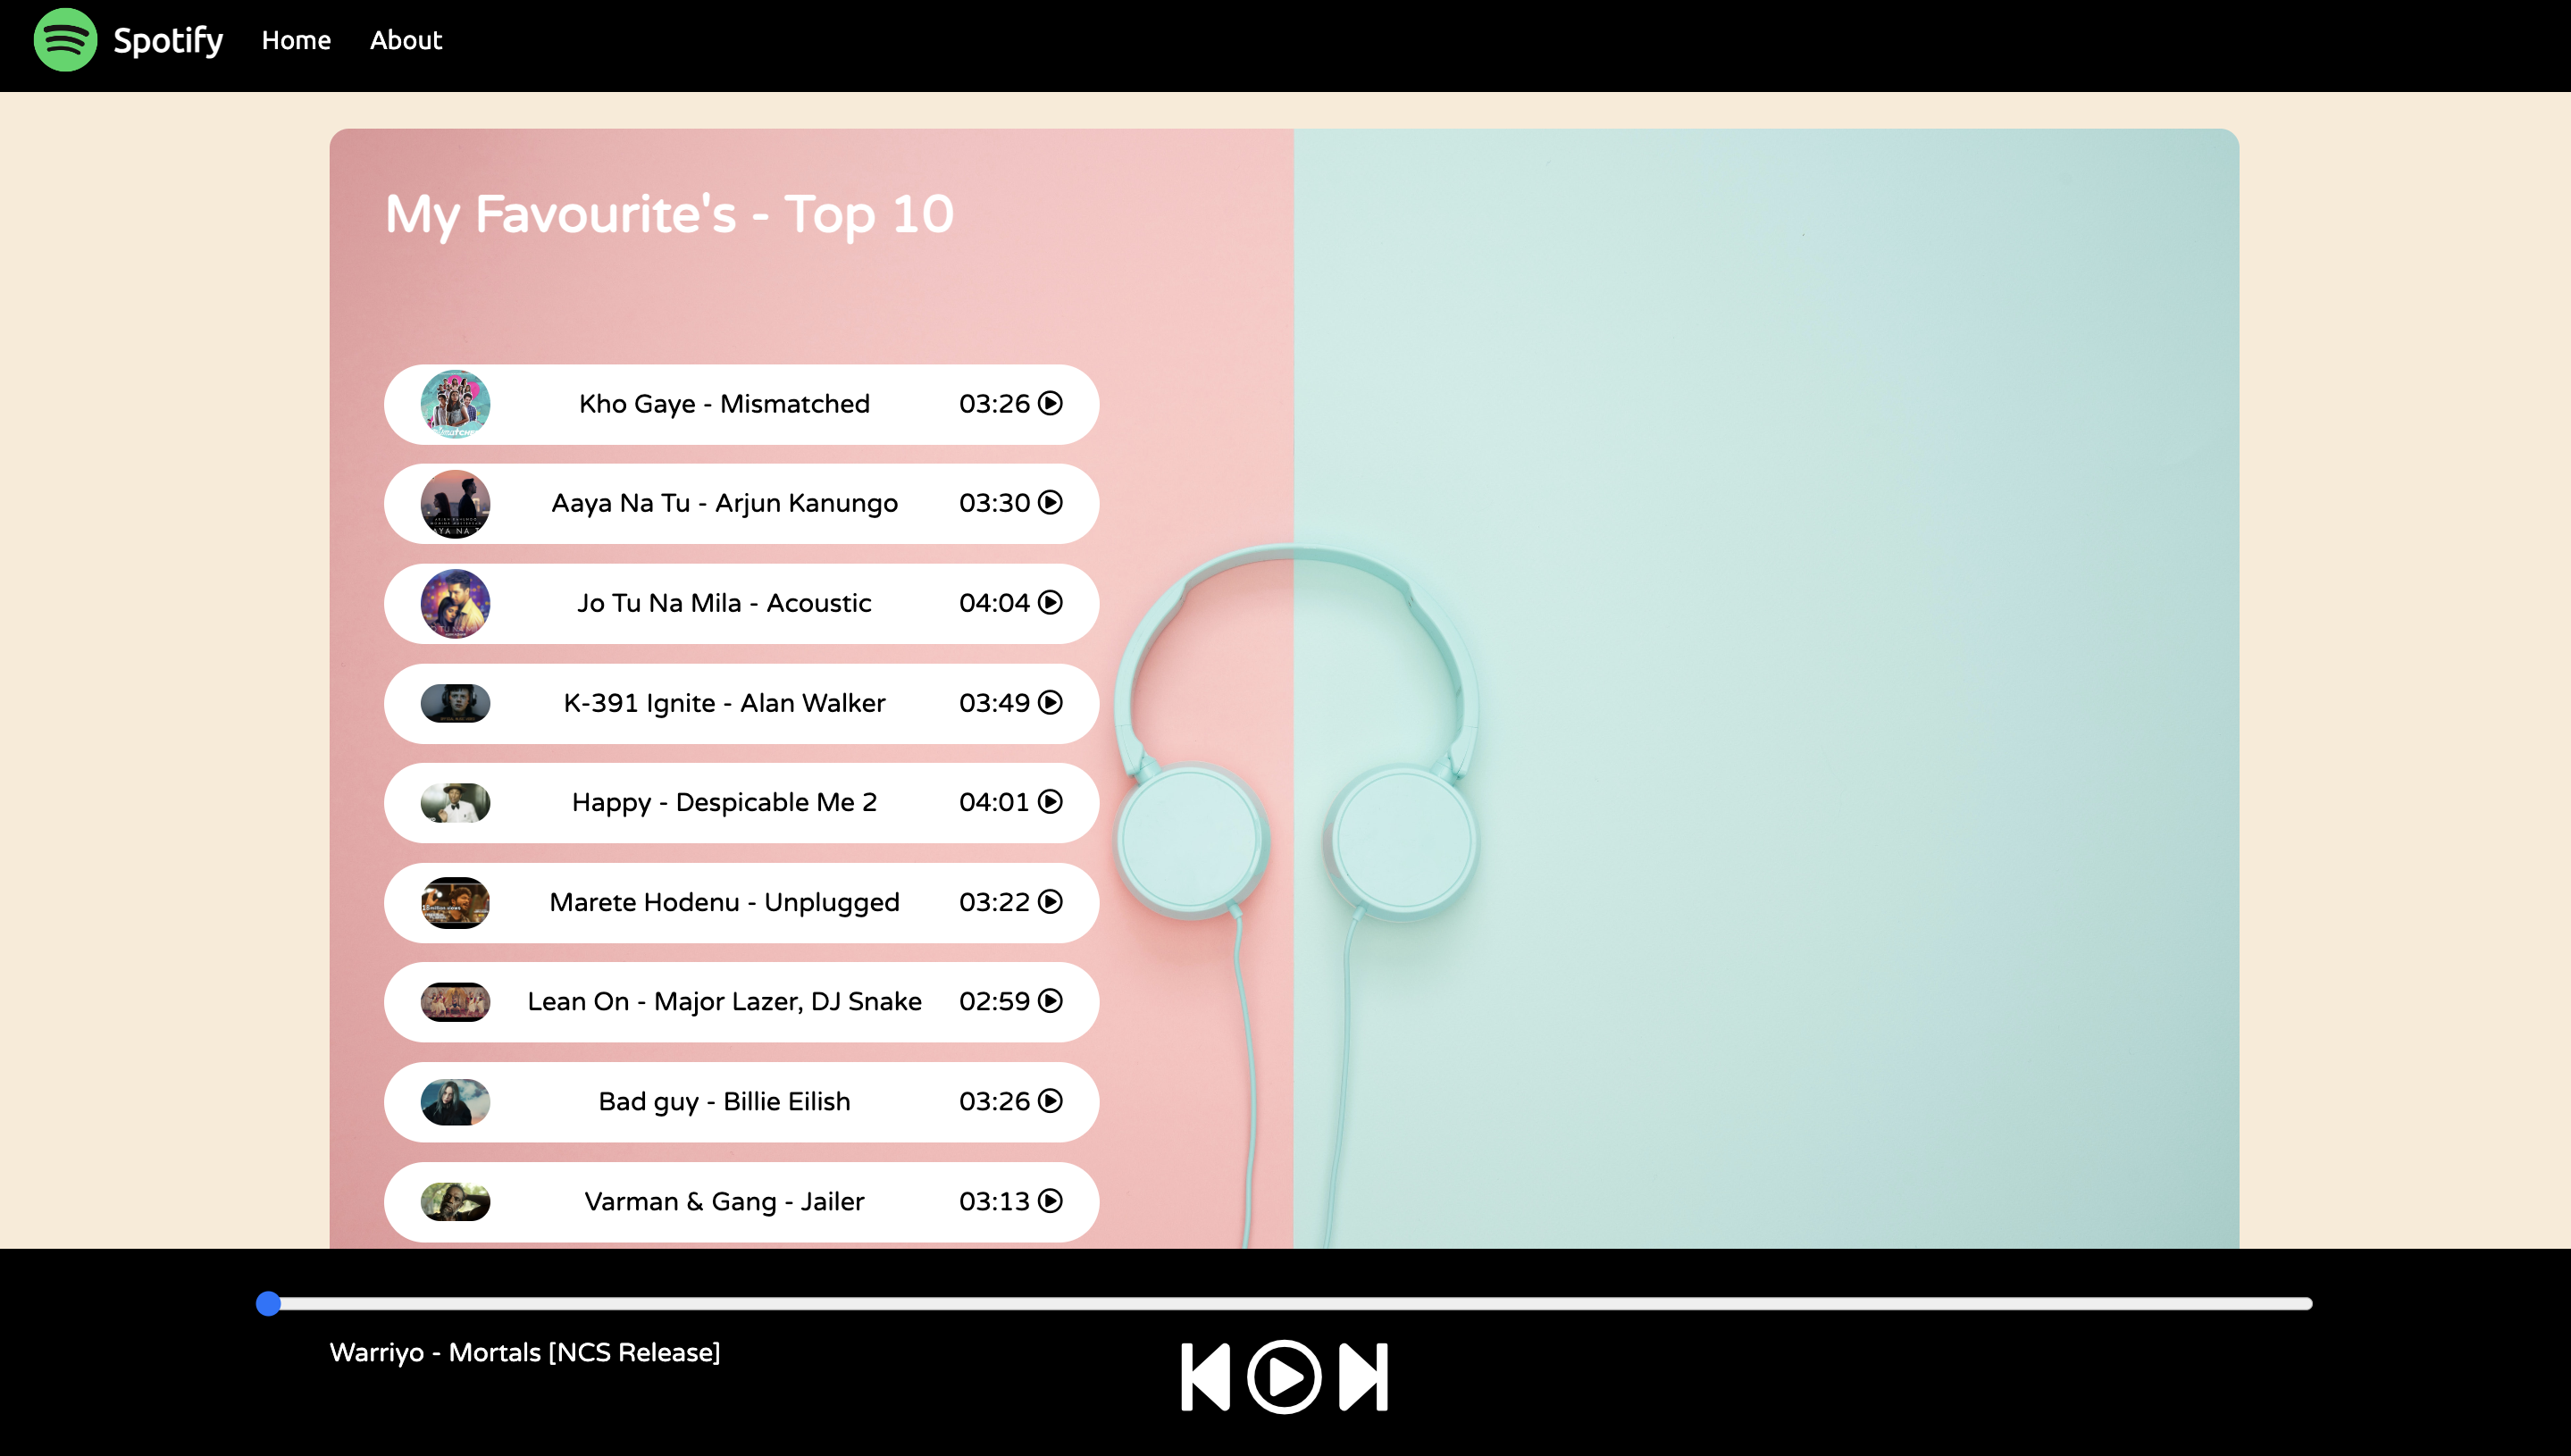 Spotify Home About
My Favourite's - Top 10
Kho Gaye - Mismatched 03:26
Aaya Na Tu - Arjun Kanungo 03:30
Jo Tu Na Mila - Acoustic 04:04
K-391 Ignite - Alan Walker 03:49
Happy - Despicable Me 2 04:01
Marete Hodenu - Unplugged 03:22
Lean On - Major Lazer, DJ Snake 02:59
Bad guy - Billie Eilish 03:26
Varman & Gang - Jailer 03:13
Warriyo - Mortals [NCS Release]